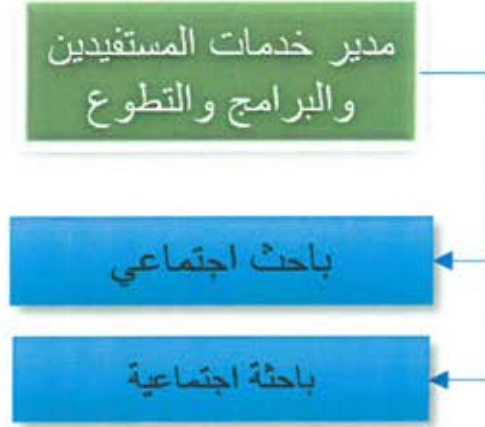 مدير خدمات المستفيدين
والبرامج والتطوع
باحث اجتماعي
باحثة اجتماعية